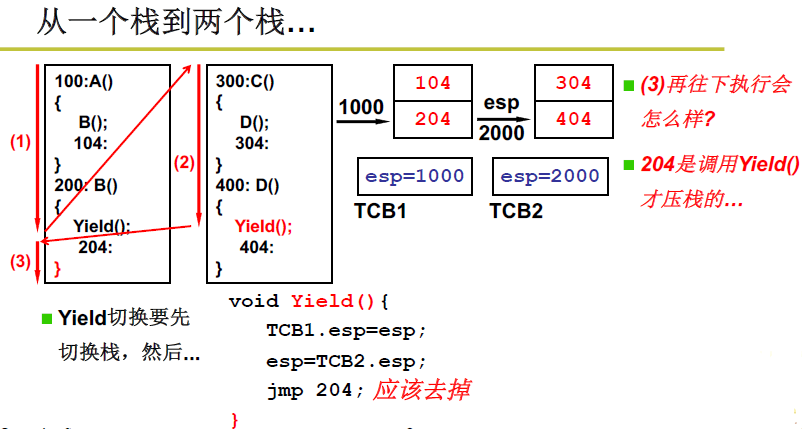 从一个栈到两个栈…
100:A()
{
B();
104:
}
200: B()
{
Yield();
204:
}
(1)
(2)
(3)
300:C()
{
D();
304:
}
400: D()
{
Yield();
404:
}
1000
104
204
esp
2000
304
404
esp=1000
TCB1
esp=2000
TCB2
(3)再往下执行会
怎么样?
204是调用Yield()
才压栈的…
Yield切换要先
切换栈，然后...
void Yield(){
TCB1.esp=esp;
esp=TCB2.esp;
jmp 204; 应该去掉
}